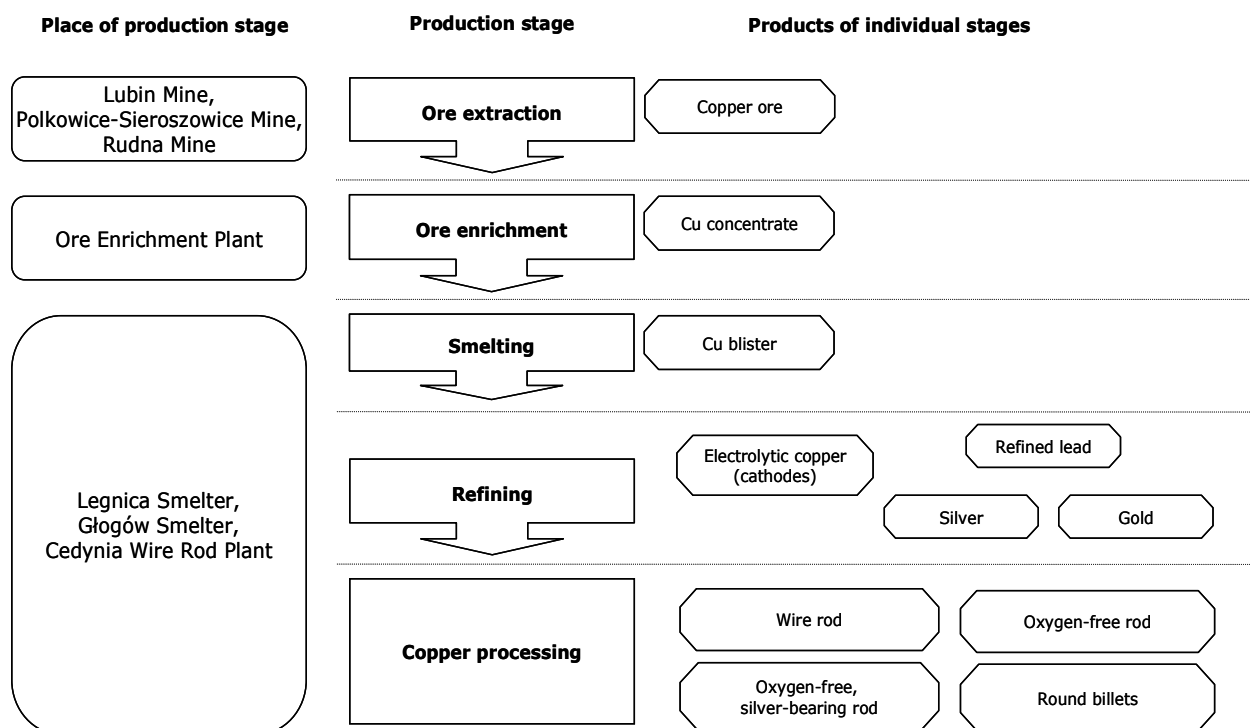 Place of production stage
Production stage
Products of individual stages
Lubin Mine,
Polkowice-Sieroszowice Mine,
Rudna Mine
Ore extraction
Copper ore
Ore Enrichment Plant
Ore enrichment
Cu concentrate
Legnica Smelter,
Głogów Smelter,
Cedynia Wire Rod Plant
Smelting
Cu blister
Refining
Electrolytic copper
(cathodes)
Refined lead
Silver
Gold
Copper processing
Wire rod
Oxygen-free rod
Oxygen-free,
silver-bearing rod
Round billets